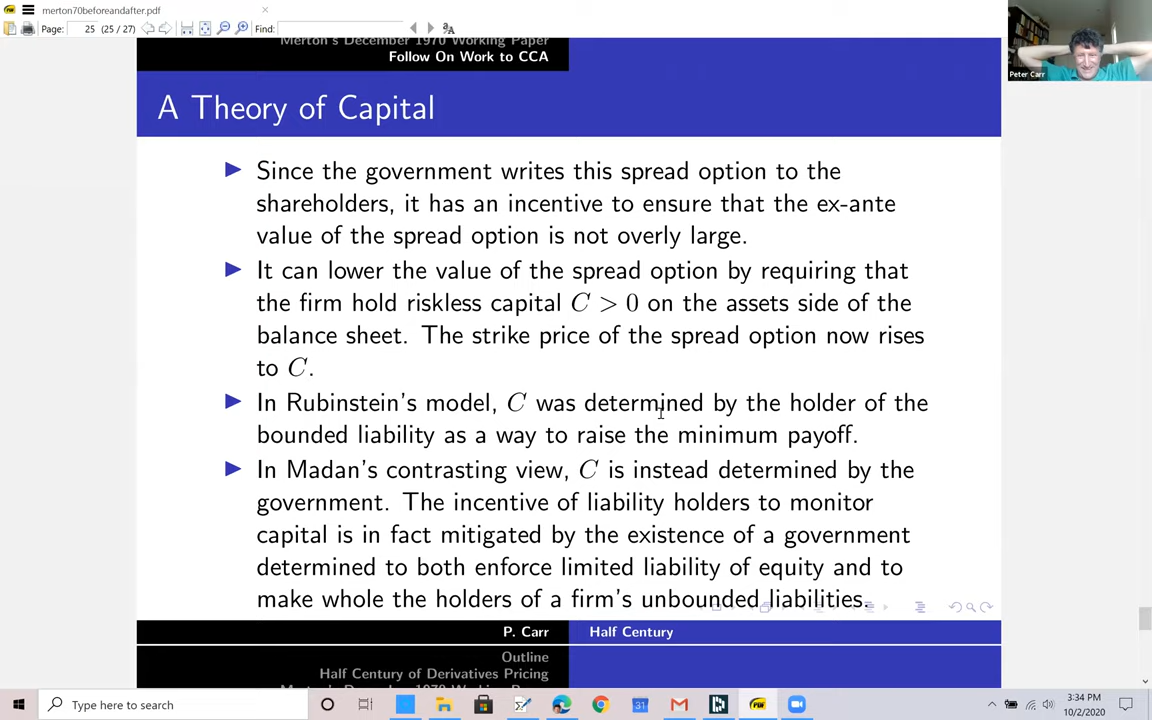 merton70beforeandafter.pdf
Page: 25 (25 / 27) Find:
Merton's December 1970 Working Paper
Follow On Work to CCA
Peter Carr
A Theory of Capital
Since the government writes this spread option to the
shareholders, it has an incentive to ensure that the ex-ante
value of the spread option is not overly large.
It can lower the value of the spread option by requiring that
the firm hold riskless capital C > 0 on the assets side of the
balance sheet. The strike price of the spread option now rises
to C.
In Rubinstein's model, C was determined by the holder of the
bounded liability as a way to raise the minimum payoff.
In Madan's contrasting view, C is instead determined by the
government. The incentive of liability holders to monitor
capital is in fact mitigated by the existence of a government
determined to both enforce limited liability of equity and to
make whole the holders of a firm's unbounded liabilities.
P. Carr Half Century
Outline
Half Century of Derivatives Pricing
Merton's December 1970 Working Paper
Type here to search
3:34 PM
10/2/2020